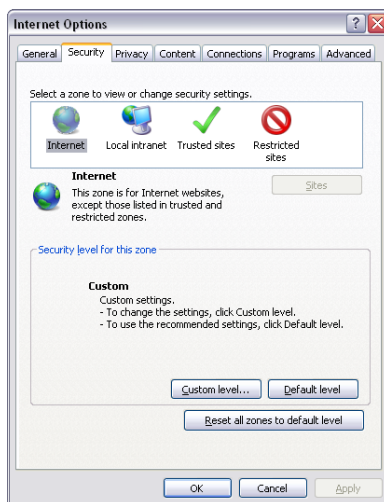 Internet Options
General Security Privacy Content Connections Programs Advanced
Select a zone to view or change security settings.
Internet Local intranet Trusted sites Restricted
sites
Internet
Sites
This zone is for Internet websites,
except those listed in trusted and
restricted zones.
Security level for this zone
Custom
Custom settings.
- To change the settings, click Custom level.
- To use the recommended settings, click Default level.
Custom level... Default level
Reset all zones to default level
OK Cancel Apply